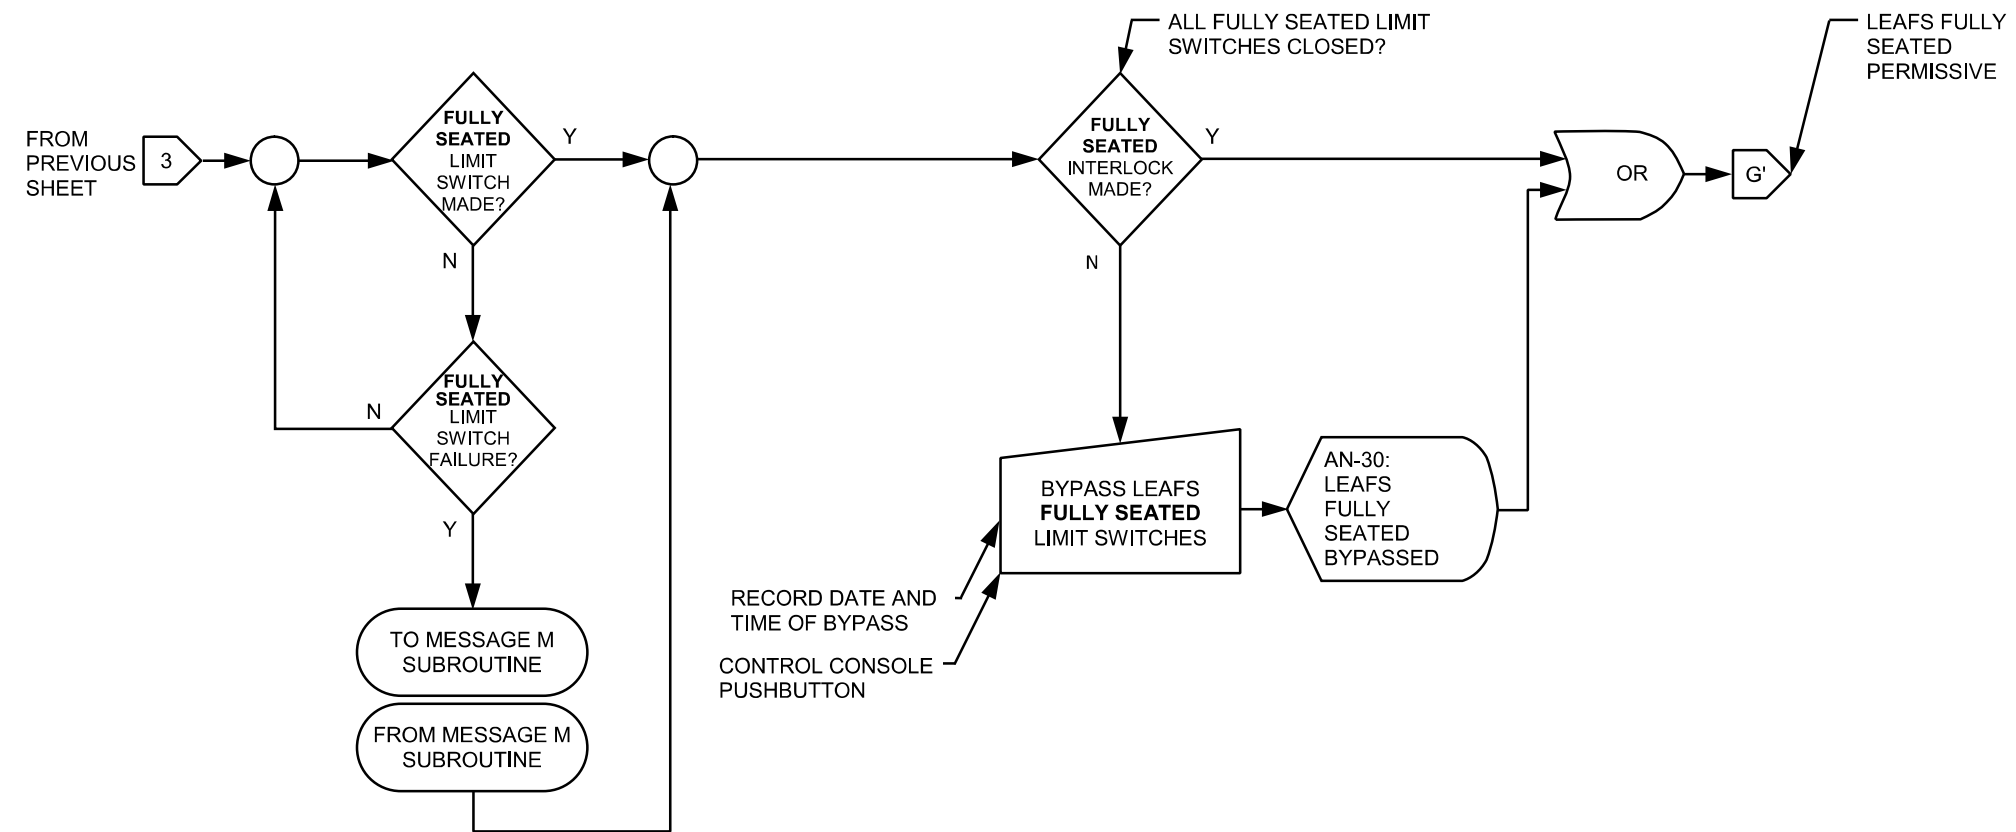 ALL FULLY SEATED LIMIT
SWITCHES CLOSED?
LEAFS FULLY
SEATED
PERMISSIVE
FROM
PREVIOUS
SHEET
3
FULLY
SEATED
LIMIT
SWITCH
MADE?
Y
N
FULLY
SEATED
INTERLOCK
MADE?
Y
N
OR
G'
FULLY
SEATED
LIMIT
SWITCH
FAILURE?
N
Y
BYPASS LEAFS
FULLY SEATED
LIMIT SWITCHES
AN-30:
LEAFS
FULLY
SEATED
BYPASSED
RECORD DATE AND
TIME OF BYPASS
CONTROL CONSOLE
PUSHBUTTON
TO MESSAGE M
SUBROUTINE
FROM MESSAGE M
SUBROUTINE